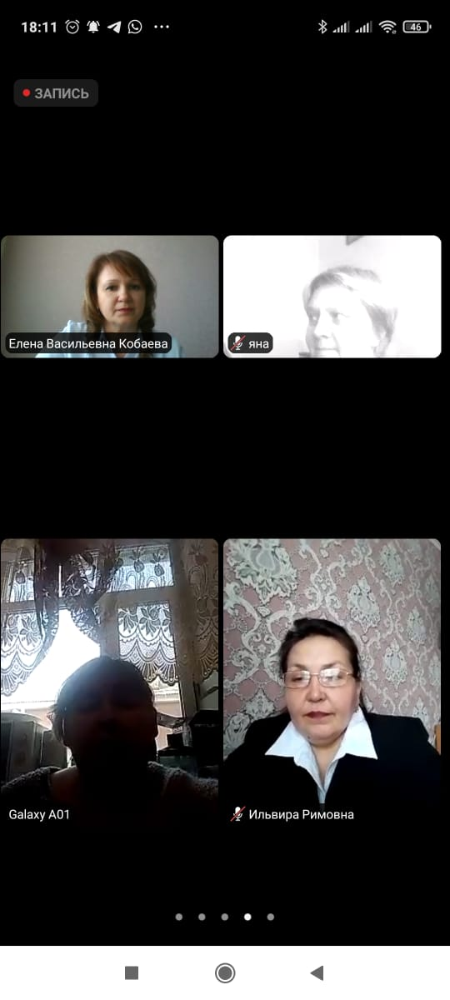 18:11
46
ЗАПИСЬ
Елена Васильевна Кобаева
яна
Galaxy A01
Ильвира Римовна